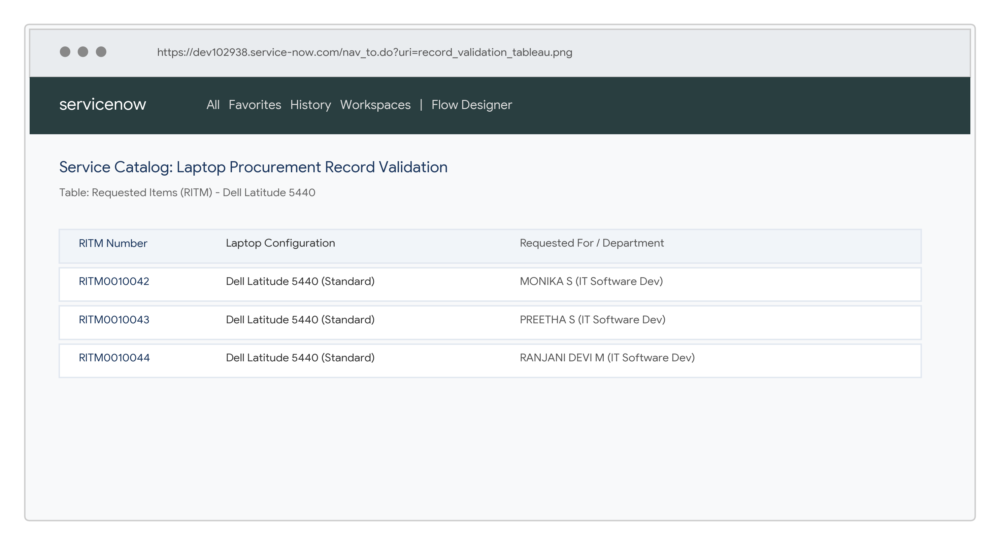 https://dev102938.service-now.com/nav_to.do?uri=record_validation_tableau.png
servicenow All Favorites History Workspaces | Flow Designer
Service Catalog: Laptop Procurement Record Validation
Table: Requested Items (RITM) - Dell Latitude 5440
RITM Number Laptop Configuration Requested For / Department
RITM0010042 Dell Latitude 5440 (Standard) MONIKA S (IT Software Dev)
RITM0010043 Dell Latitude 5440 (Standard) PREETHA S (IT Software Dev)
RITM0010044 Dell Latitude 5440 (Standard) RANJANI DEVI M (IT Software Dev)